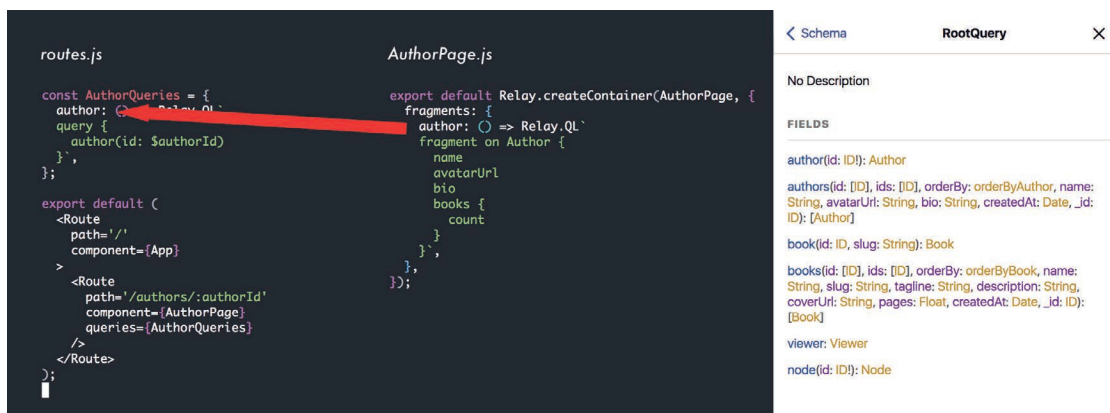 routes.js
const AuthorQueries = {
author: () => Relay.QL`
query {
author(id: $authorId)
}`,
};
export default (
<Route
path='/'
component={App}
>
<Route
path='/authors/:authorId'
component={AuthorPage}
queries={AuthorQueries}
/>
</Route>
);
AuthorPage.js
export default Relay.createContainer(AuthorPage, {
fragments: {
author: () => Relay.QL`
fragment on Author {
name
avatarUrl
bio
books {
count
}
}`,
},
});
Schema
RootQuery
No Description
FIELDS
author(id: ID!): Author
authors(id: [ID], ids: [ID], orderBy: orderByAuthor, name:
String, avatarUrl: String, bio: String, createdAt: Date, _id:
ID): [Author]
book(id: ID, slug: String): Book
books(id: [ID], ids: [ID], orderBy: orderByBook, name:
String, slug: String, tagline: String, description: String,
coverUrl: String, pages: Float, createdAt: Date, _id: ID):
[Book]
viewer: Viewer
node(id: ID!): Node